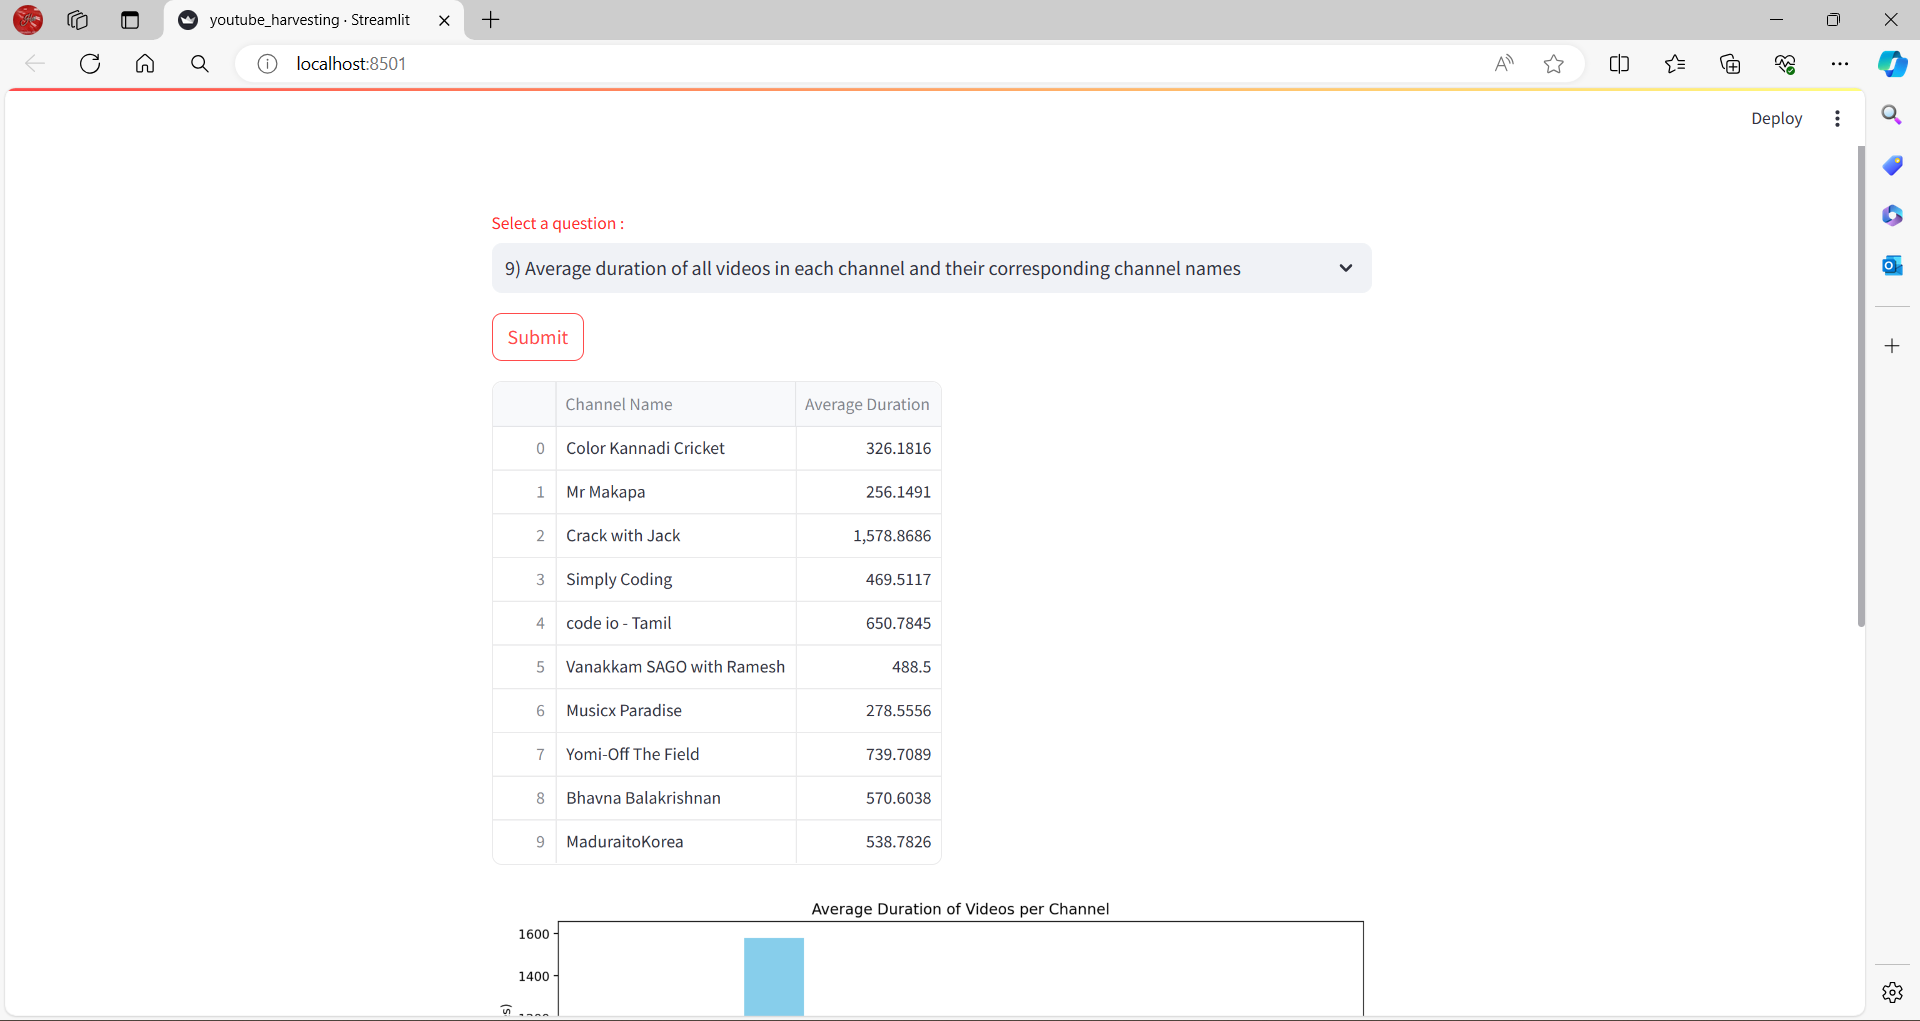 youtube_harvesting · Streamlit
localhost:8501
Deploy
Select a question :
9) Average duration of all videos in each channel and their corresponding channel names
Submit
Channel Name Average Duration
0 Color Kannadi Cricket 326.1816
1 Mr Makapa 256.1491
2 Crack with Jack 1,578.8686
3 Simply Coding 469.5117
4 code io - Tamil 650.7845
5 Vanakkam SAGO with Ramesh 488.5
6 Musicx Paradise 278.5556
7 Yomi-Off The Field 739.7089
8 Bhavna Balakrishnan 570.6038
9 MaduraitoKorea 538.7826
Average Duration of Videos per Channel
1600
1400